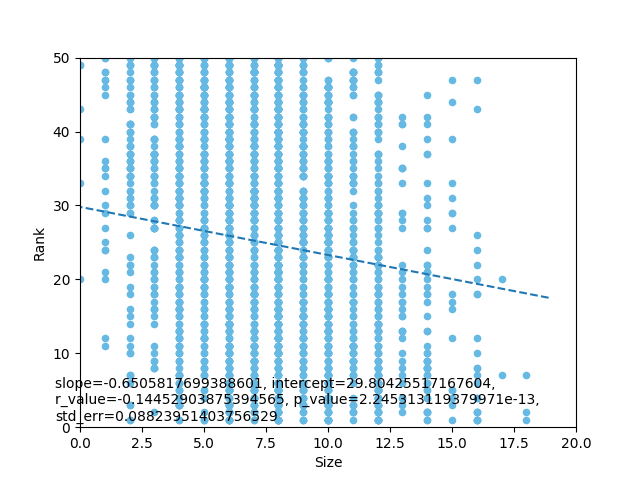 50
40
30
20
10
0
Rank
slope=-0.6505817699388601, intercept=29.80425517167604,
r_value=-0.14452903875394565, p_value=2.245313119379971e-13,
std_err=0.08823951403756529
0.0 2.5 5.0 7.5 10.0 12.5 15.0 17.5 20.0
Size